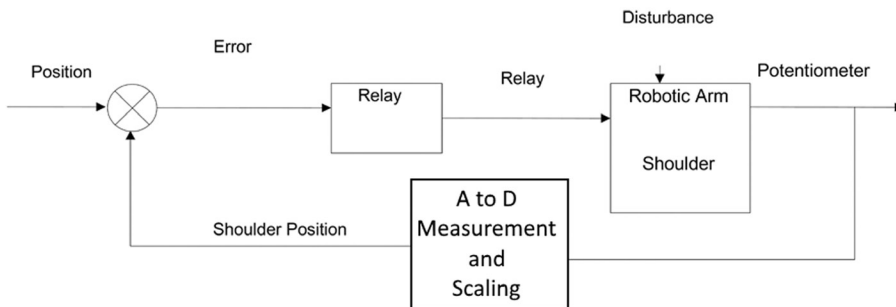 Disturbance
Error
Position
Relay
Potentiometer
Relay
Robotic Arm
Shoulder
A to D
Measurement
and
Scaling
Shoulder Position